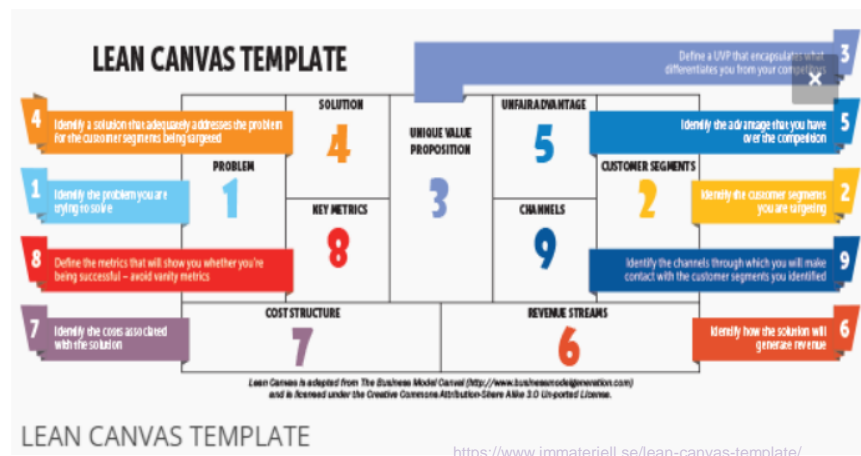 LEAN CANVAS TEMPLATE
Define a UVP that encapsulates what
differentiates you from your competitors
3
4
Identify a solution that adequately addresses the problem
for the customer segments being targeted
SOLUTION
4
UNIQUE VALUE
PROPOSITION
3
UNFAIR ADVANTAGE
5
Identify the advantage that you have
over the competition
5
1
Identify the problem you are
trying to solve
PROBLEM
1
CUSTOMER SEGMENTS
2
Identify the customer segments
you are targeting
2
8
Define the metrics that will show you whether you're
being successful – avoid vanity metrics
KEY METRICS
8
CHANNELS
9
Identify the channels through which you will make
contact with the customer segments you identified
9
7
Identify the costs associated
with the solution
COST STRUCTURE
7
REVENUE STREAMS
6
Identify how the solution will
generate revenue
6
Lean Canvas is adapted from The Business Model Canvas (http://www.businessmodelgeneration.com)
and is licensed under the Creative Commons Attribution-Share Alike 3.0 Un-ported License.
LEAN CANVAS TEMPLATE
https://www.immateriell.se/lean-canvas-template/